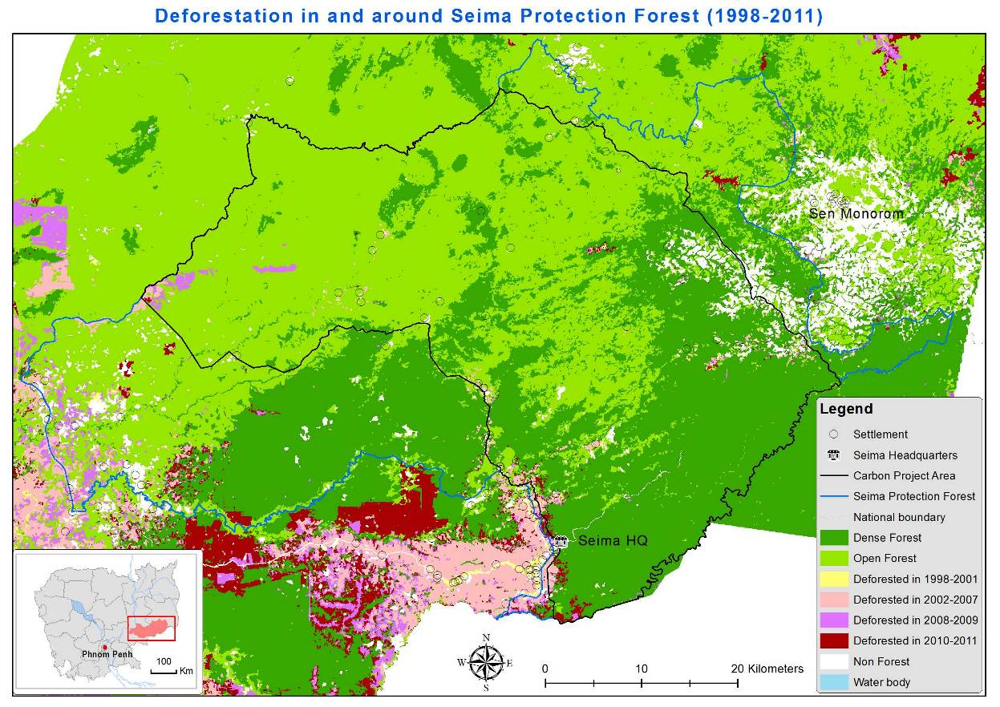 Deforestation in and around Seima Protection Forest (1998-2011)
Sen Monorom
Seima HQ
Legend
Settlement
Seima Headquarters
Carbon Project Area
Seima Protection Forest
National boundary
Dense Forest
Open Forest
Deforested in 1998-2001
Deforested in 2002-2007
Deforested in 2008-2009
Deforested in 2010-2011
Non Forest
Water body
Phnom Penh
100
Km
N
W E
S
0 10 20 Kilometers